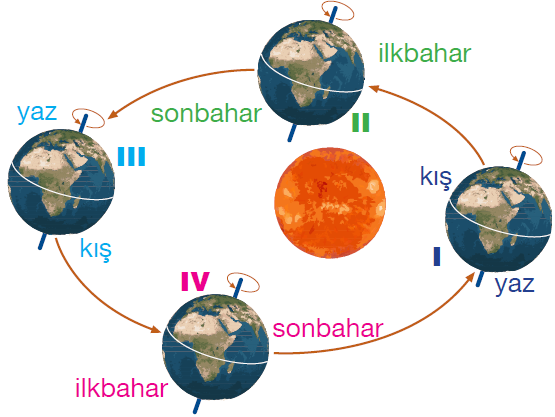 ilkbahar
sonbahar
II
yaz
III
kış
kış
I
yaz
IV
sonbahar
ilkbahar